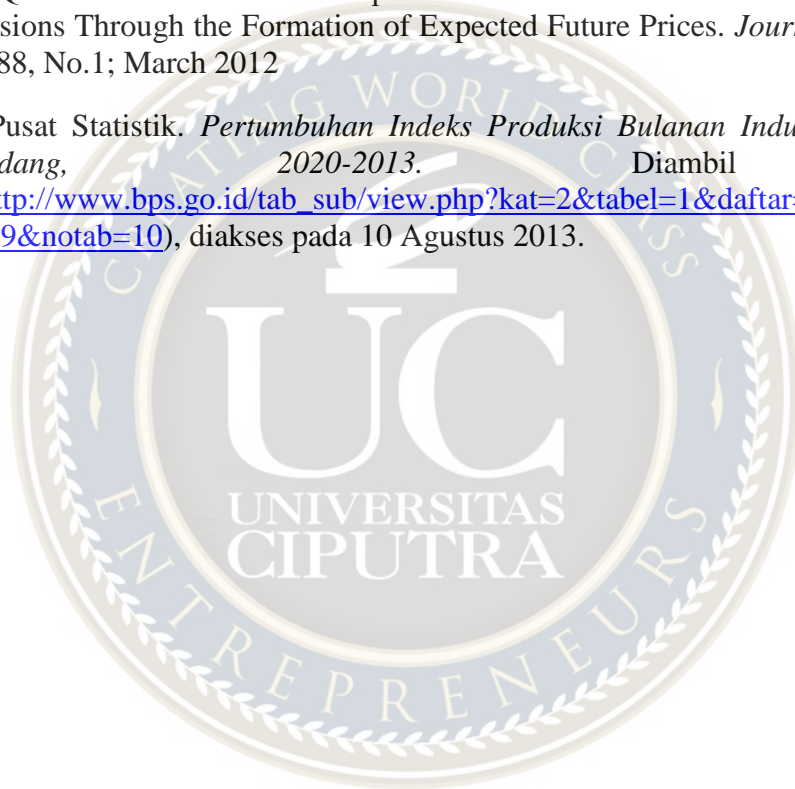 sions Through the Formation of Expected Future Prices. Journ
88, No.1; March 2012
Pusat Statistik. Pertumbuhan Indeks Produksi Bulanan Indu
dang, 2020-2013. Diambil
ttp://www.bps.go.id/tab_sub/view.php?kat=2&tabel=1&daftar=
9&notab=10), diakses pada 10 Agustus 2013.
CREATING WORLD CLASS
UC
UNIVERSITAS
CIPUTRA
ENTREPRENEURS